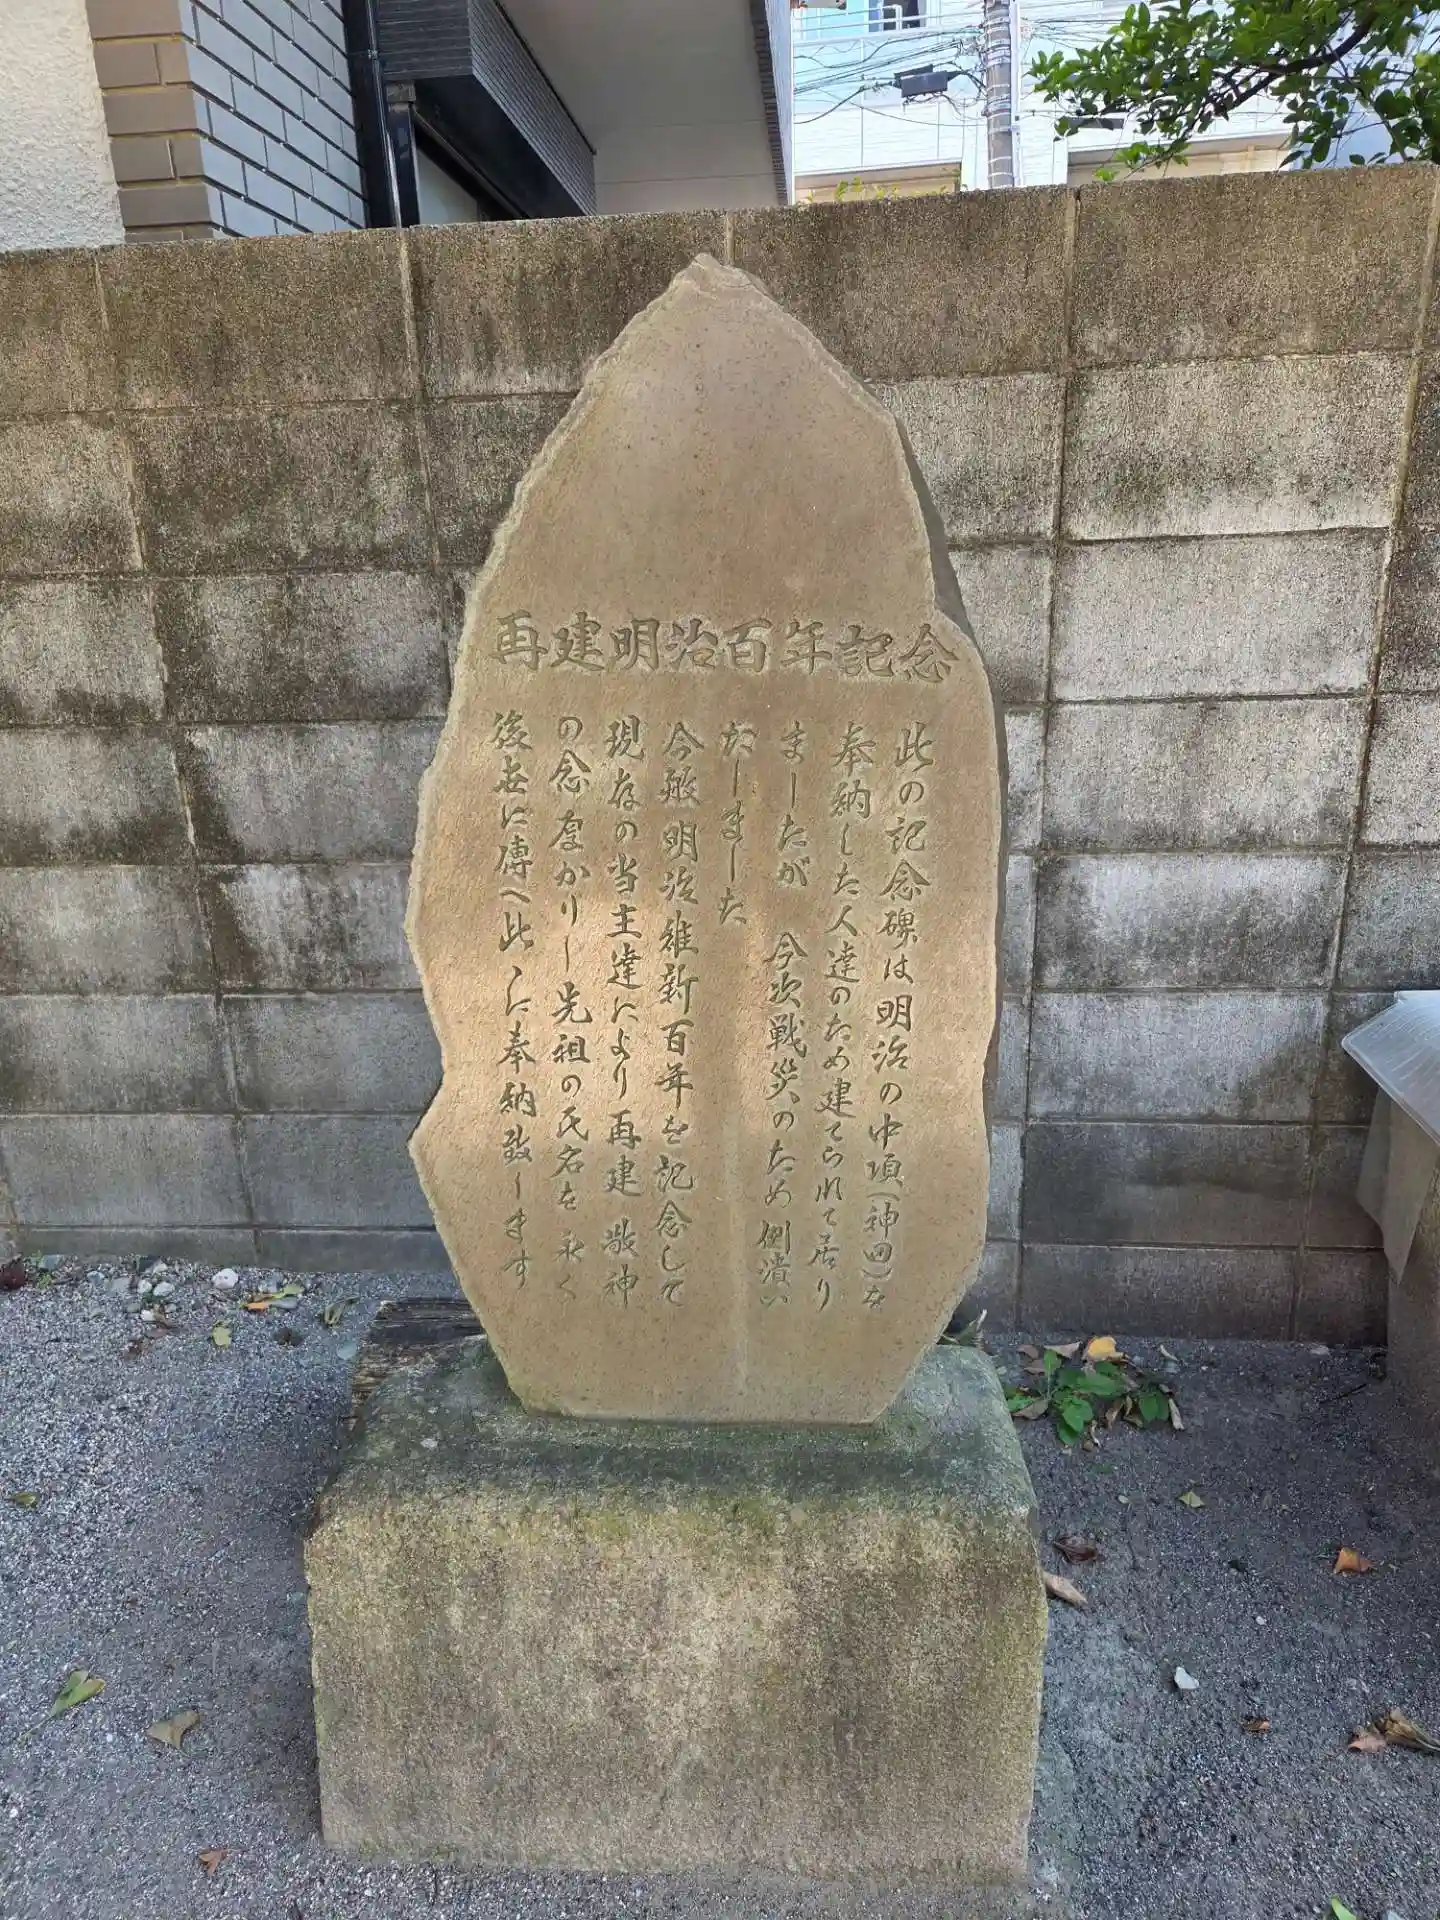 再建明治百年記念
此の記念碑は明治の中項(神田)を
奉納した人達のため建てられて居り
ましたが 今次戦災のため倒潰い
たしました
今般明治維新百年を記念して
現存の当主達により再建 敬神
の念厚かりし先祖の氏名を永く
後世に傳へ此こに奉納致します